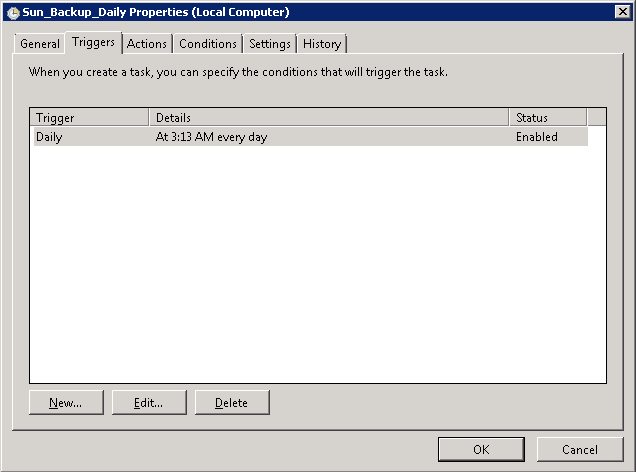 Sun_Backup_Daily Properties (Local Computer)
General Triggers Actions Conditions Settings History
When you create a task, you can specify the conditions that will trigger the task.
Trigger Details Status
Daily At 3:13 AM every day Enabled
New... Edit... Delete
OK Cancel